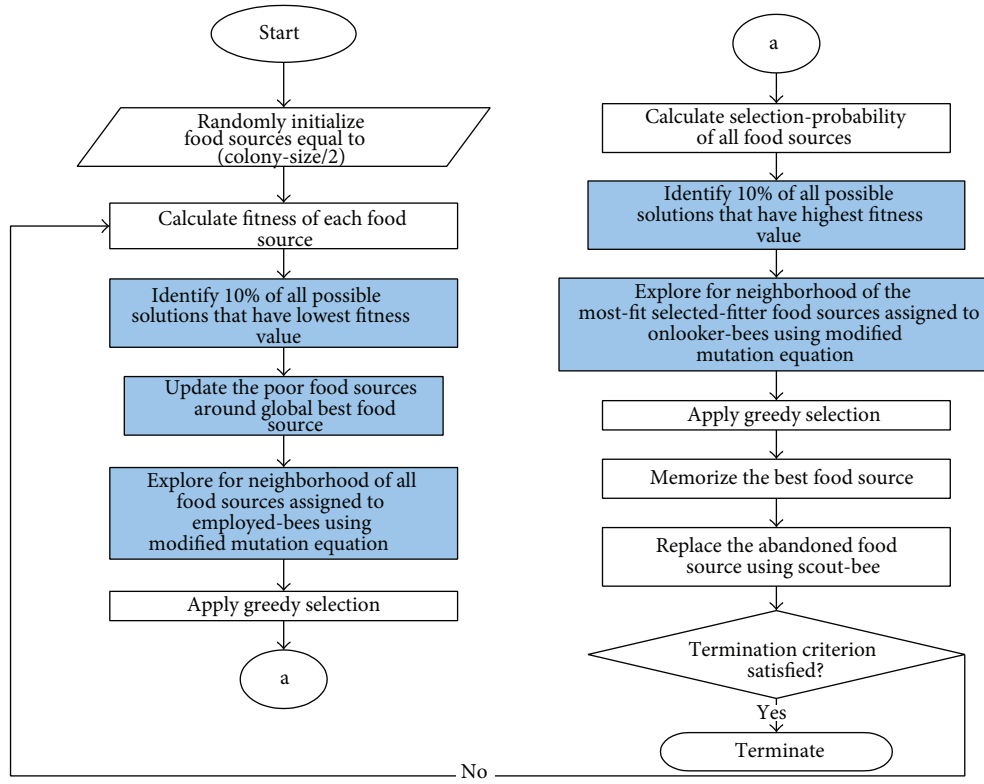 Start
Randomly initialize
food sources equal to
(colony-size/2)
Calculate fitness of each food
source
Identify 10% of all possible
solutions that have lowest fitness
value
Update the poor food sources
around global best food
source
Explore for neighborhood of all
food sources assigned to
employed-bees using
modified mutation equation
Apply greedy selection
a
a
Calculate selection-probability
of all food sources
Identify 10% of all possible
solutions that have highest fitness
value
Explore for neighborhood of the
most-fit selected-fitter food sources assigned to
onlooker-bees using modified
mutation equation
Apply greedy selection
Memorize the best food source
Replace the abandoned food
source using scout-bee
Termination criterion
satisfied?
Yes
Terminate
No